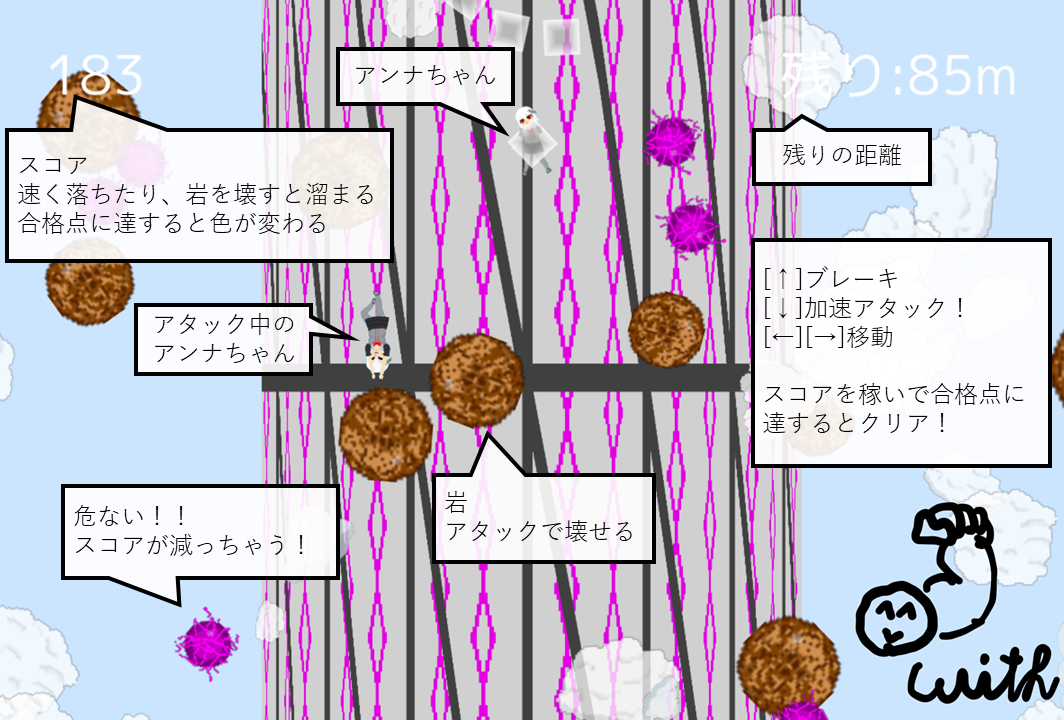 183
残り:85m
アンナちゃん
スコア
速く落ちたり、岩を壊すと溜まる
合格点に達すると色が変わる
残りの距離
[↑]ブレーキ
[↓]加速アタック！
[←][→]移動
スコアを稼いで合格点に
達するとクリア！
アタック中の
アンナちゃん
岩
アタックで壊せる
危ない！！
スコアが減っちゃう！
with